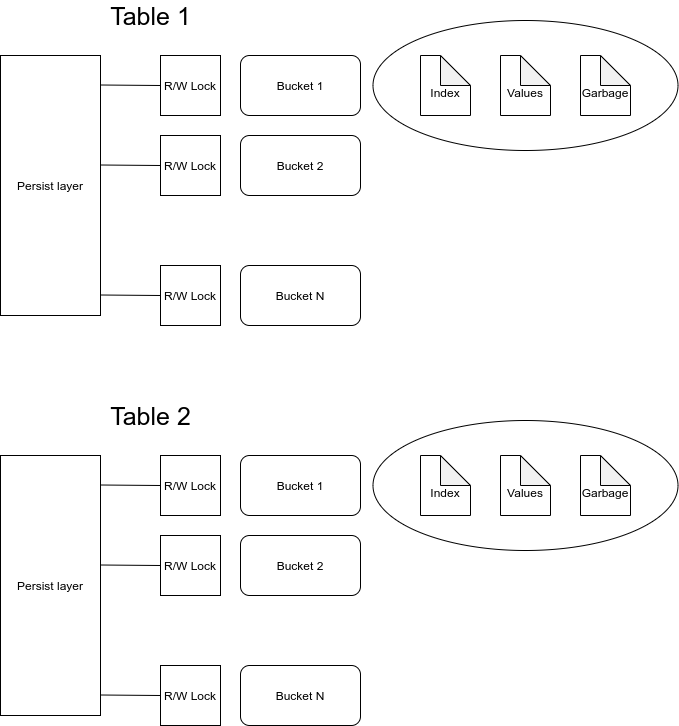 Table 1
R/W Lock
Bucket 1
Index
Values
Garbage
R/W Lock
Bucket 2
Persist layer
R/W Lock
Bucket N
Table 2
R/W Lock
Bucket 1
Index
Values
Garbage
R/W Lock
Bucket 2
Persist layer
R/W Lock
Bucket N